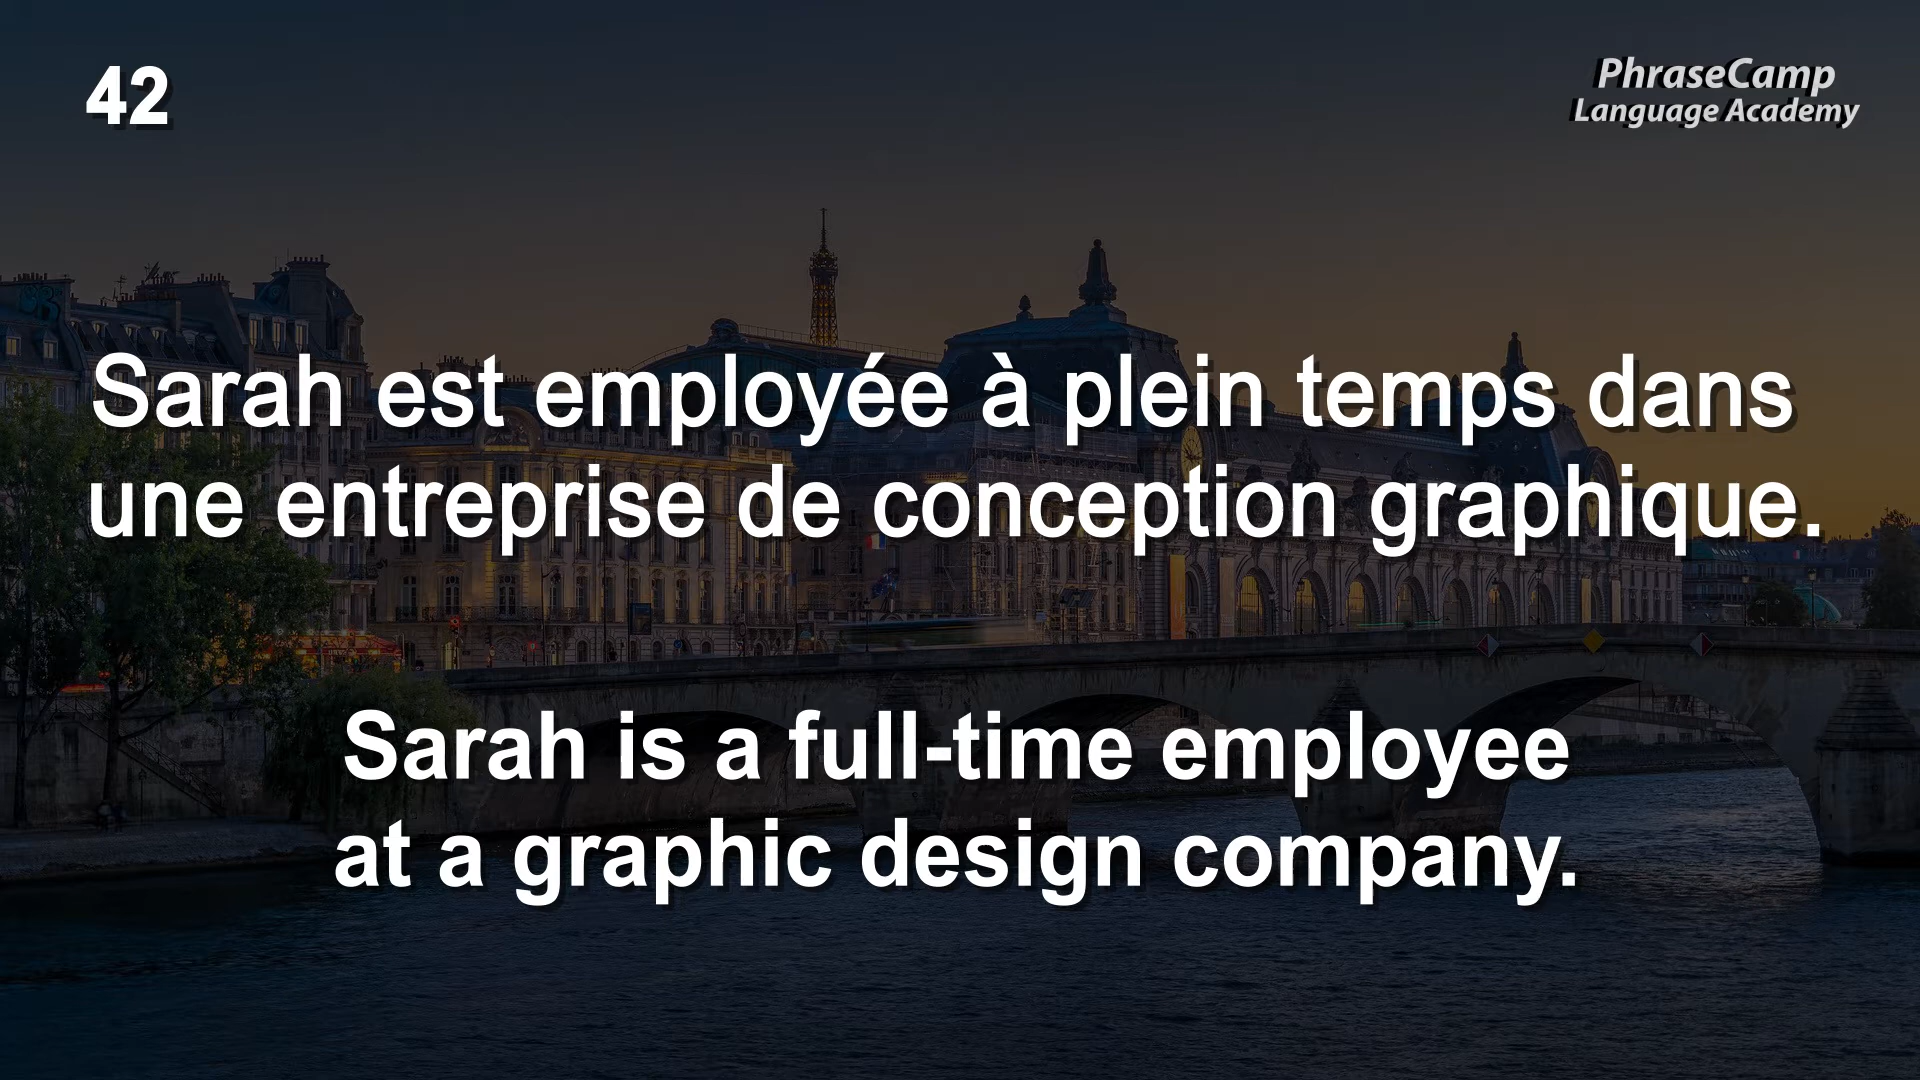 42
PhraseCamp
Language Academy
Sarah est employée à plein temps dans
une entreprise de conception graphique.
Sarah is a full-time employee
at a graphic design company.